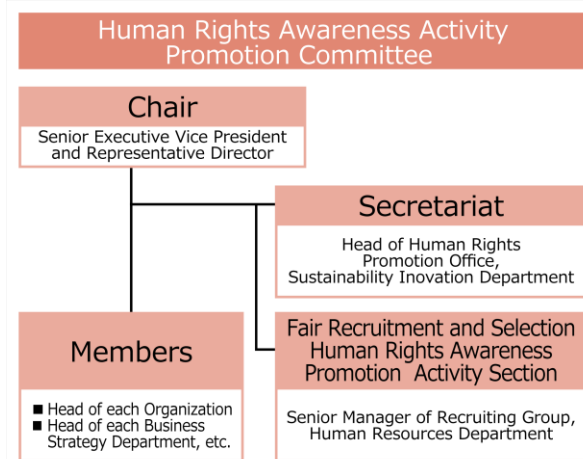 Human Rights Awareness Activity
Promotion Committee
Chair
Senior Executive Vice President
and Representative Director
Secretariat
Head of Human Rights
Promotion Office,
Sustainability Inovation Department
Members
■ Head of each Organization
■ Head of each Business
Strategy Department, etc.
Fair Recruitment and Selection
Human Rights Awareness
Promotion Activity Section
Senior Manager of Recruiting Group,
Human Resources Department